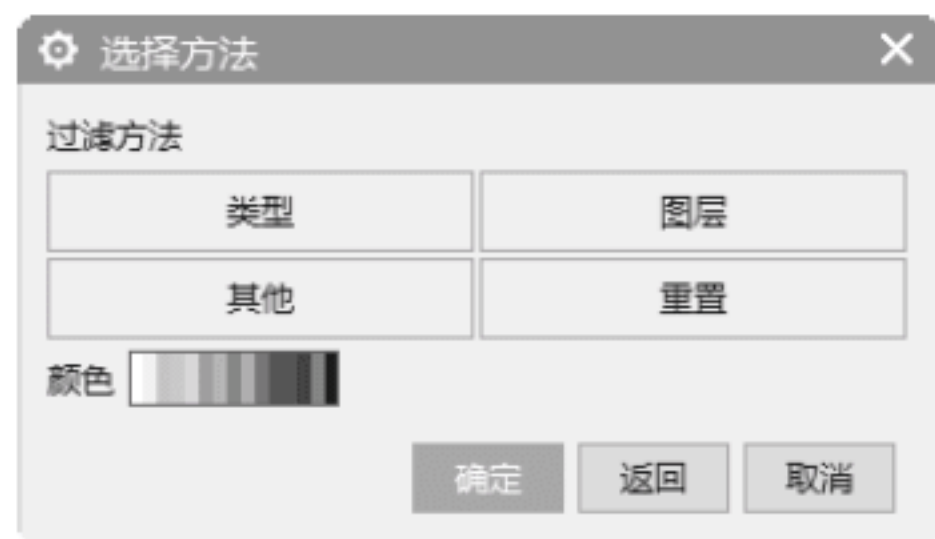 选择方法
过滤方法
类型 图层
其他 重置
颜色
确定 返回 取消